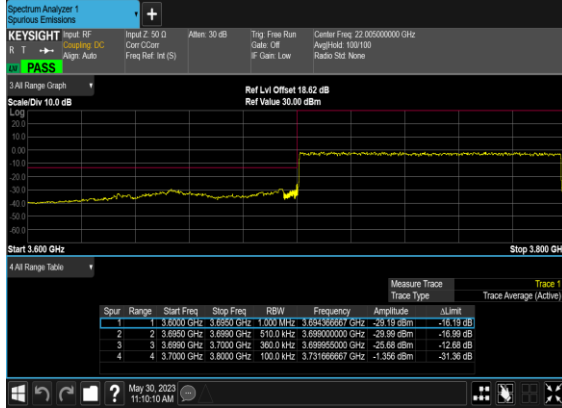 Spectrum Analyzer 1
Spurious Emissions
+
KEYSIGHT Input: RF Input Z: 50 Ω Atten: 30 dB Trig: Free Run Center Freq: 22.005000000 GHz
R T Coupling: DC Corr CCorr Gate: Off Avg|Hold: 100/100
Align: Auto Freq Ref: Int (S) IF Gain: Low Radio Std: None
PASS
3 All Range Graph
Ref Lvl Offset 18.62 dB
Scale/Div 10.0 dB Ref Value 30.00 dBm
Log
20.0
10.0
0.00
-10.0
-20.0
-30.0
-40.0
-50.0
-60.0
Start 3.600 GHz Stop 3.800 GHz
4 All Range Table
Measure Trace Trace 1
Trace Type Trace Average (Active)
Spur Range Start Freq Stop Freq RBW Frequency Amplitude ΔLimit
1 1 3.6000 GHz 3.6950 GHz 1.000 MHz 3.694366667 GHz -29.19 dBm -16.19 dB
2 2 3.6950 GHz 3.6990 GHz 510.0 kHz 3.699000000 GHz -29.99 dBm -16.99 dB
3 3 3.6990 GHz 3.7000 GHz 360.0 kHz 3.699955000 GHz -25.68 dBm -12.68 dB
4 4 3.7000 GHz 3.8000 GHz 100.0 kHz 3.731666667 GHz -1.356 dBm -31.36 dB
? May 30, 2023
11:10:10 AM